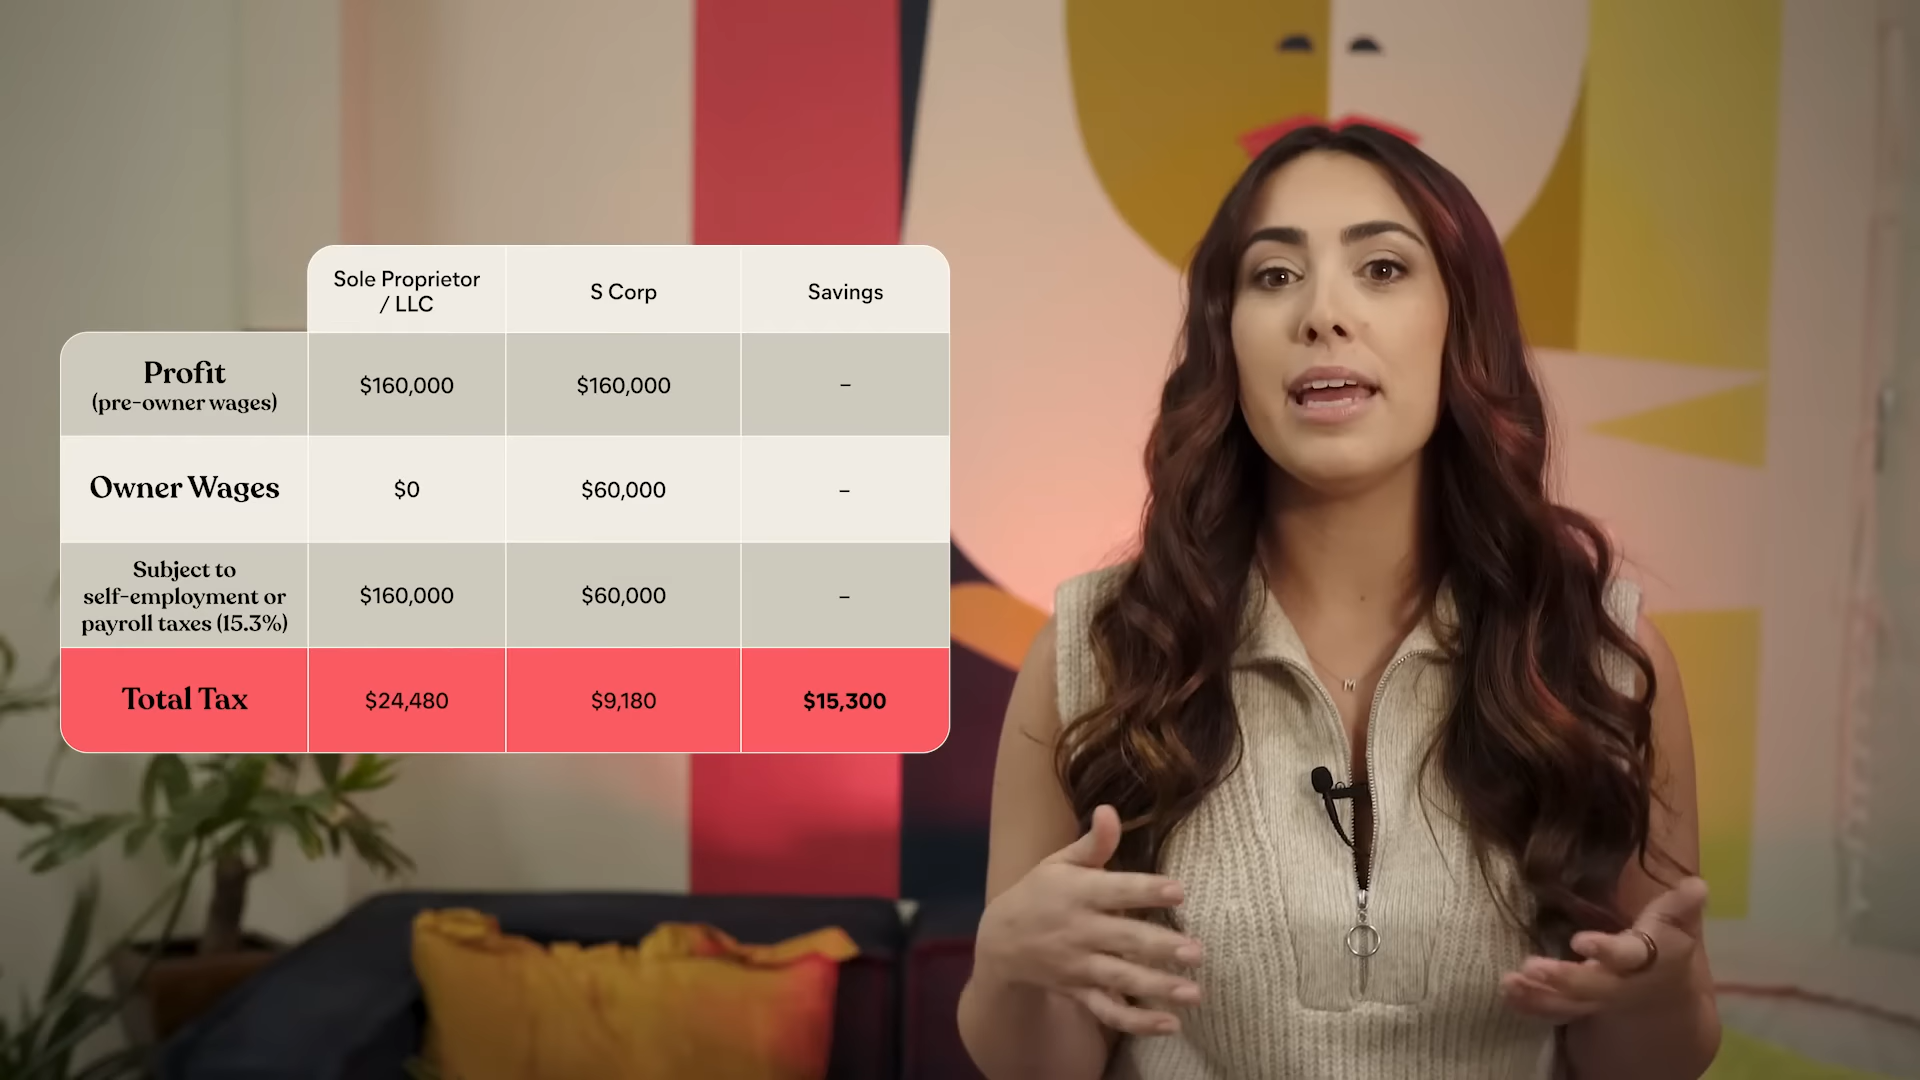 Sole Proprietor
/ LLC
S Corp
Savings
Profit
(pre-owner wages)
$160,000
$160,000
–
Owner Wages
$0
$60,000
–
Subject to
self-employment or
payroll taxes (15.3%)
$160,000
$60,000
–
Total Tax
$24,480
$9,180
$15,300
M